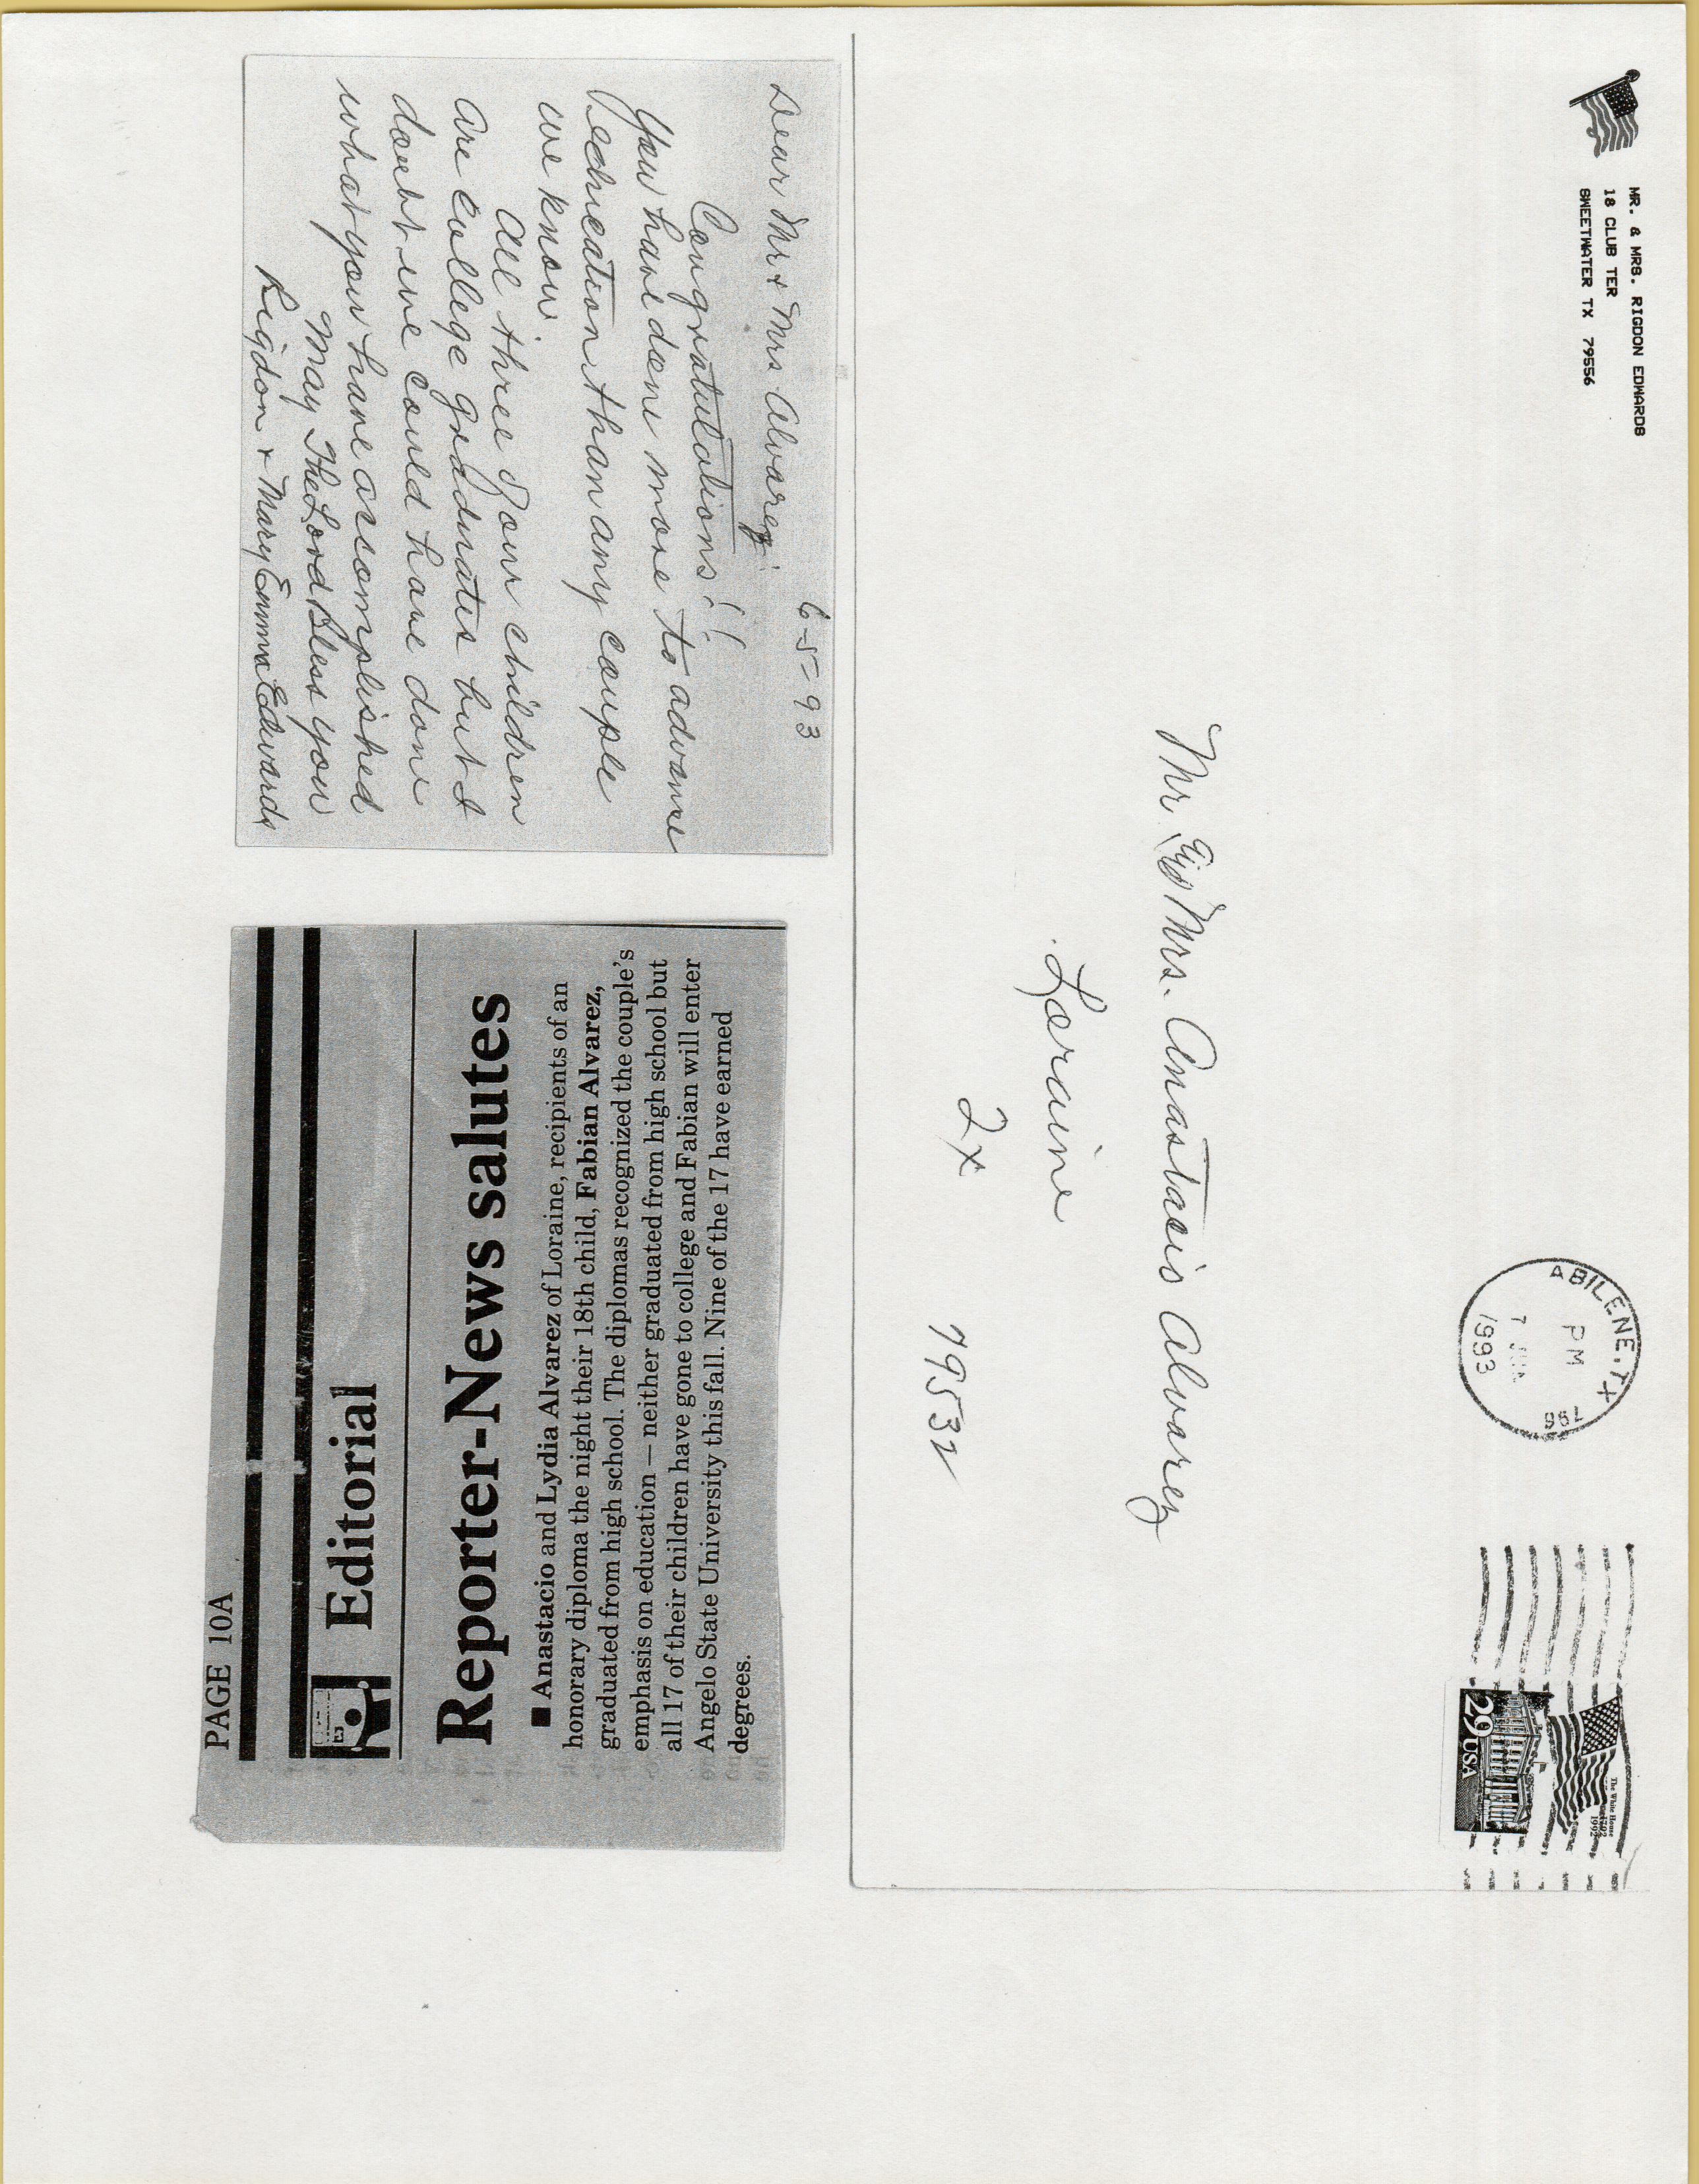 PAGE 10A
Editorial
Reporter-News salutes
■ Anastacio and Lydia Alvarez of Loraine, recipients of an
honorary diploma the night their 18th child, Fabian Alvarez,
graduated from high school. The diplomas recognized the couple's
emphasis on education — neither graduated from high school but
all 17 of their children have gone to college and Fabian will enter
Angelo State University this fall. Nine of the 17 have earned
degrees.
6-5-93
Dear Mr + Mrs Alvarez:
Congratulations!!
You have done more to advance
education than any couple
we know.
All three of our children
are college graduates but I
doubt we could have done
what you have accomplished
May The Lord Bless you
Rigdon + Mary Emma Edwards
MR. & MRS. RIGDON EDWARDS
18 CLUB TER
SWEETWATER TX 79556
ABILENE, TX 795
PM
7 JUN
1993
The White House
1792
1992
29 USA
Mr and Mrs. Anastacio Alvarez
Loraine
Tx
79532